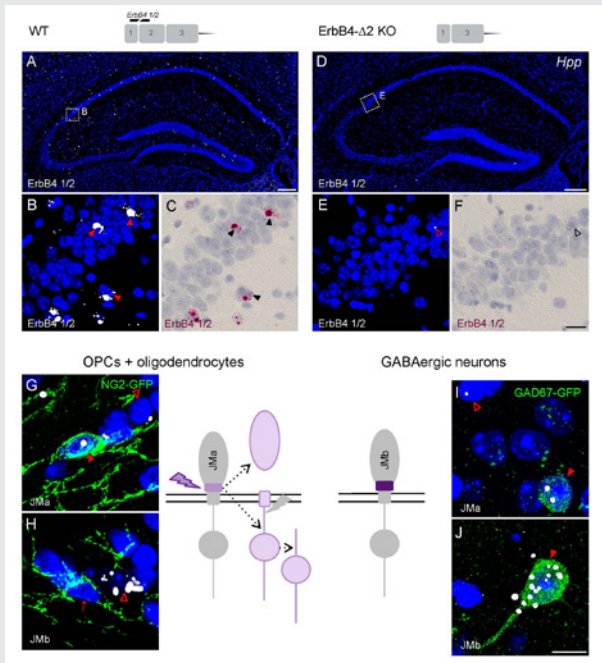 ErbB4 1/2
WT
1 2 3
ErbB4-Δ2 KO
1 3
A
B
ErbB4 1/2
D
Hpp
E
ErbB4 1/2
B
ErbB4 1/2
C
ErbB4 1/2
E
ErbB4 1/2
F
ErbB4 1/2
OPCs + oligodendrocytes
GABAergic neurons
G
NG2-GFP
JMa
H
JMb
JMa
JMb
I
GAD67-GFP
JMa
J
JMb